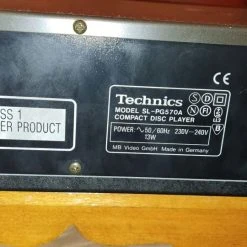 SS 1
ER PRODUCT
Technics
MODEL SL-PG570A
COMPACT DISC PLAYER
POWER: ∿50/60Hz 230V–240V
13W
MB Video GmbH Made in Germany
S D
N